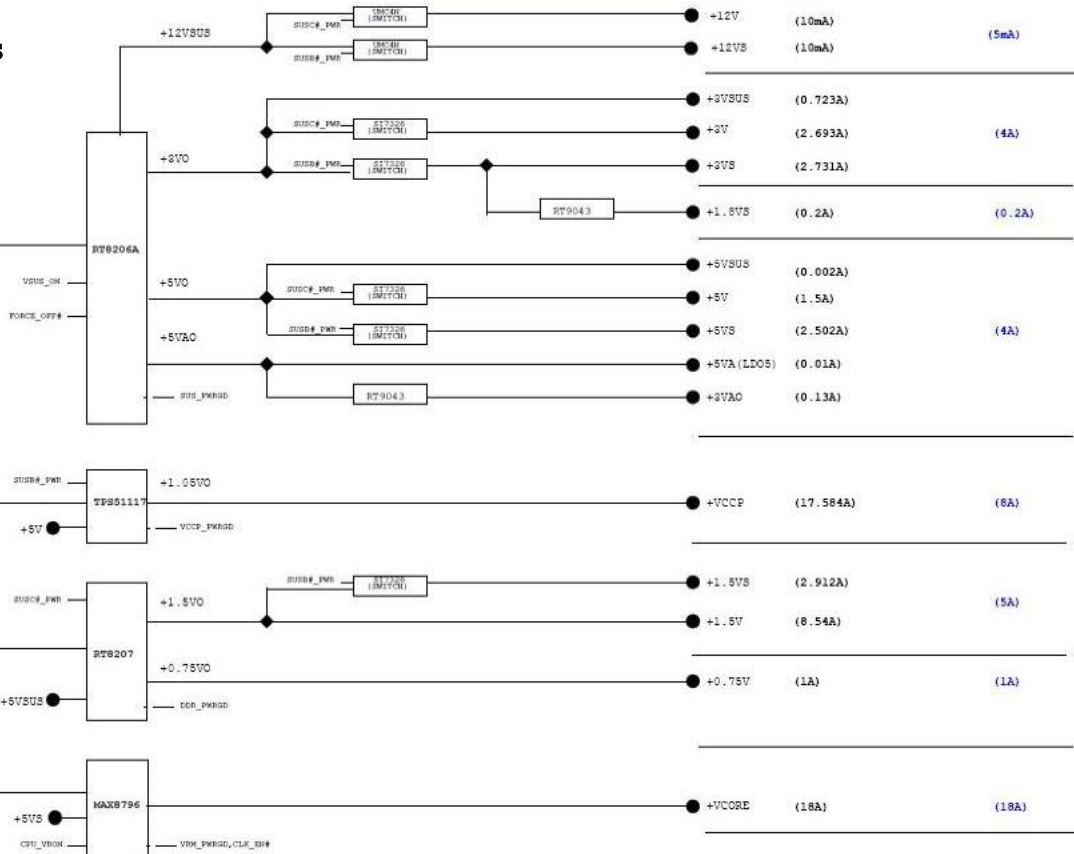 s
+12VSUS
SUSC#_PWR
UMC4N
(SWITCH)
+12V
(10mA)
(5mA)
SUSB#_PWR
UMC4N
(SWITCH)
+12VS
(10mA)
+3VSUS
(0.723A)
+3VO
SUSC#_PWR
SI7326
(SWITCH)
+3V
(2.693A)
(4A)
SUSB#_PWR
SI7326
(SWITCH)
+3VS
(2.731A)
RT9043
+1.8VS
(0.2A)
(0.2A)
RT8206A
VSUS_ON
FORCE_OFF#
+5VSUS
(0.002A)
+5VO
SUSC#_PWR
SI7326
(SWITCH)
+5V
(1.5A)
SUSB#_PWR
SI7326
(SWITCH)
+5VS
(2.502A)
(4A)
+5VAO
+5VA(LDO5)
(0.01A)
RT9043
+3VAO
(0.13A)
SUS_PWRGD
SUSB#_PWR
+5V
TPS51117
+1.05VO
VCCP_PWRGD
+VCCP
(17.584A)
(8A)
SUSC#_PWR
+5VSUS
RT8207
SUSB#_PWR
SI7326
(SWITCH)
+1.5VS
(2.912A)
(5A)
+1.5VO
+1.5V
(8.54A)
+0.75VO
+0.75V
(1A)
(1A)
DDR_PWRGD
MAX8796
+5VS
CPU_VRON
VRM_PWRGD,CLK_EN#
+VCORE
(18A)
(18A)